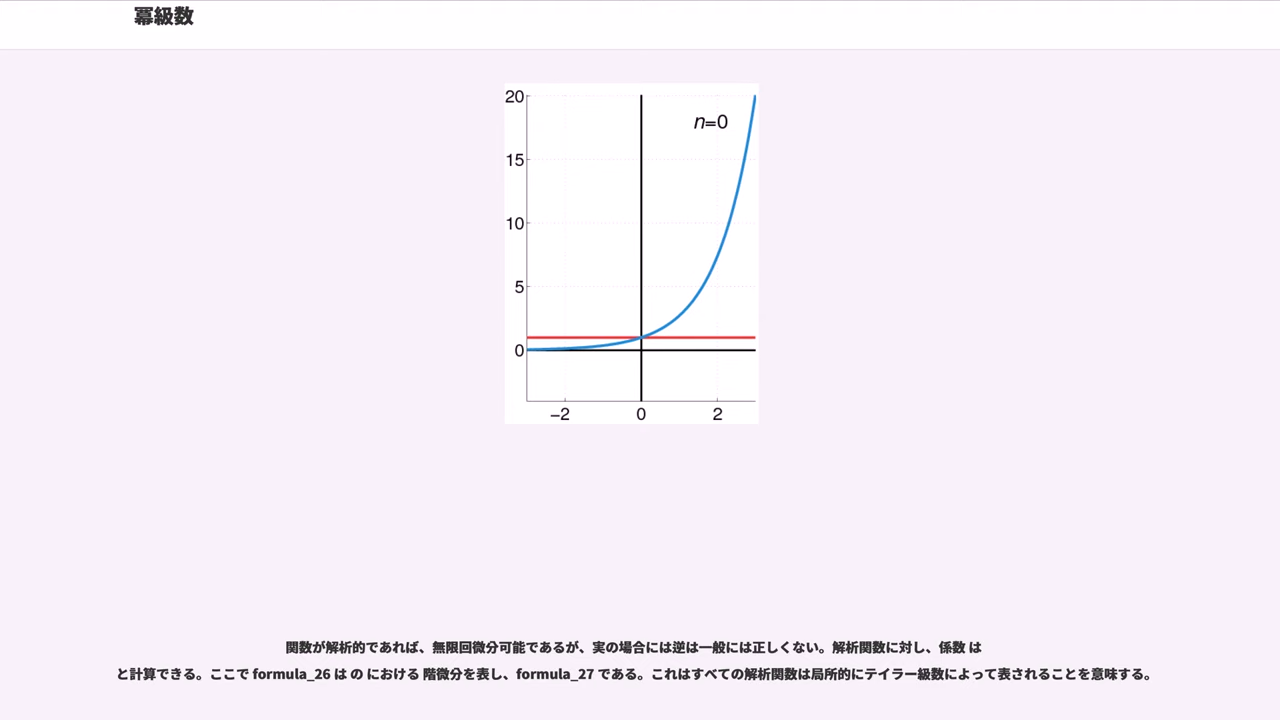 冪級数
20
n=0
15
10
5
0
−2 0 2
関数が解析的であれば、無限回微分可能であるが、実の場合には逆は一般には正しくない。解析関数に対し、係数 は
と計算できる。ここで formula_26 は の における 階微分を表し、formula_27 である。これはすべての解析関数は局所的にテイラー級数によって表されることを意味する。